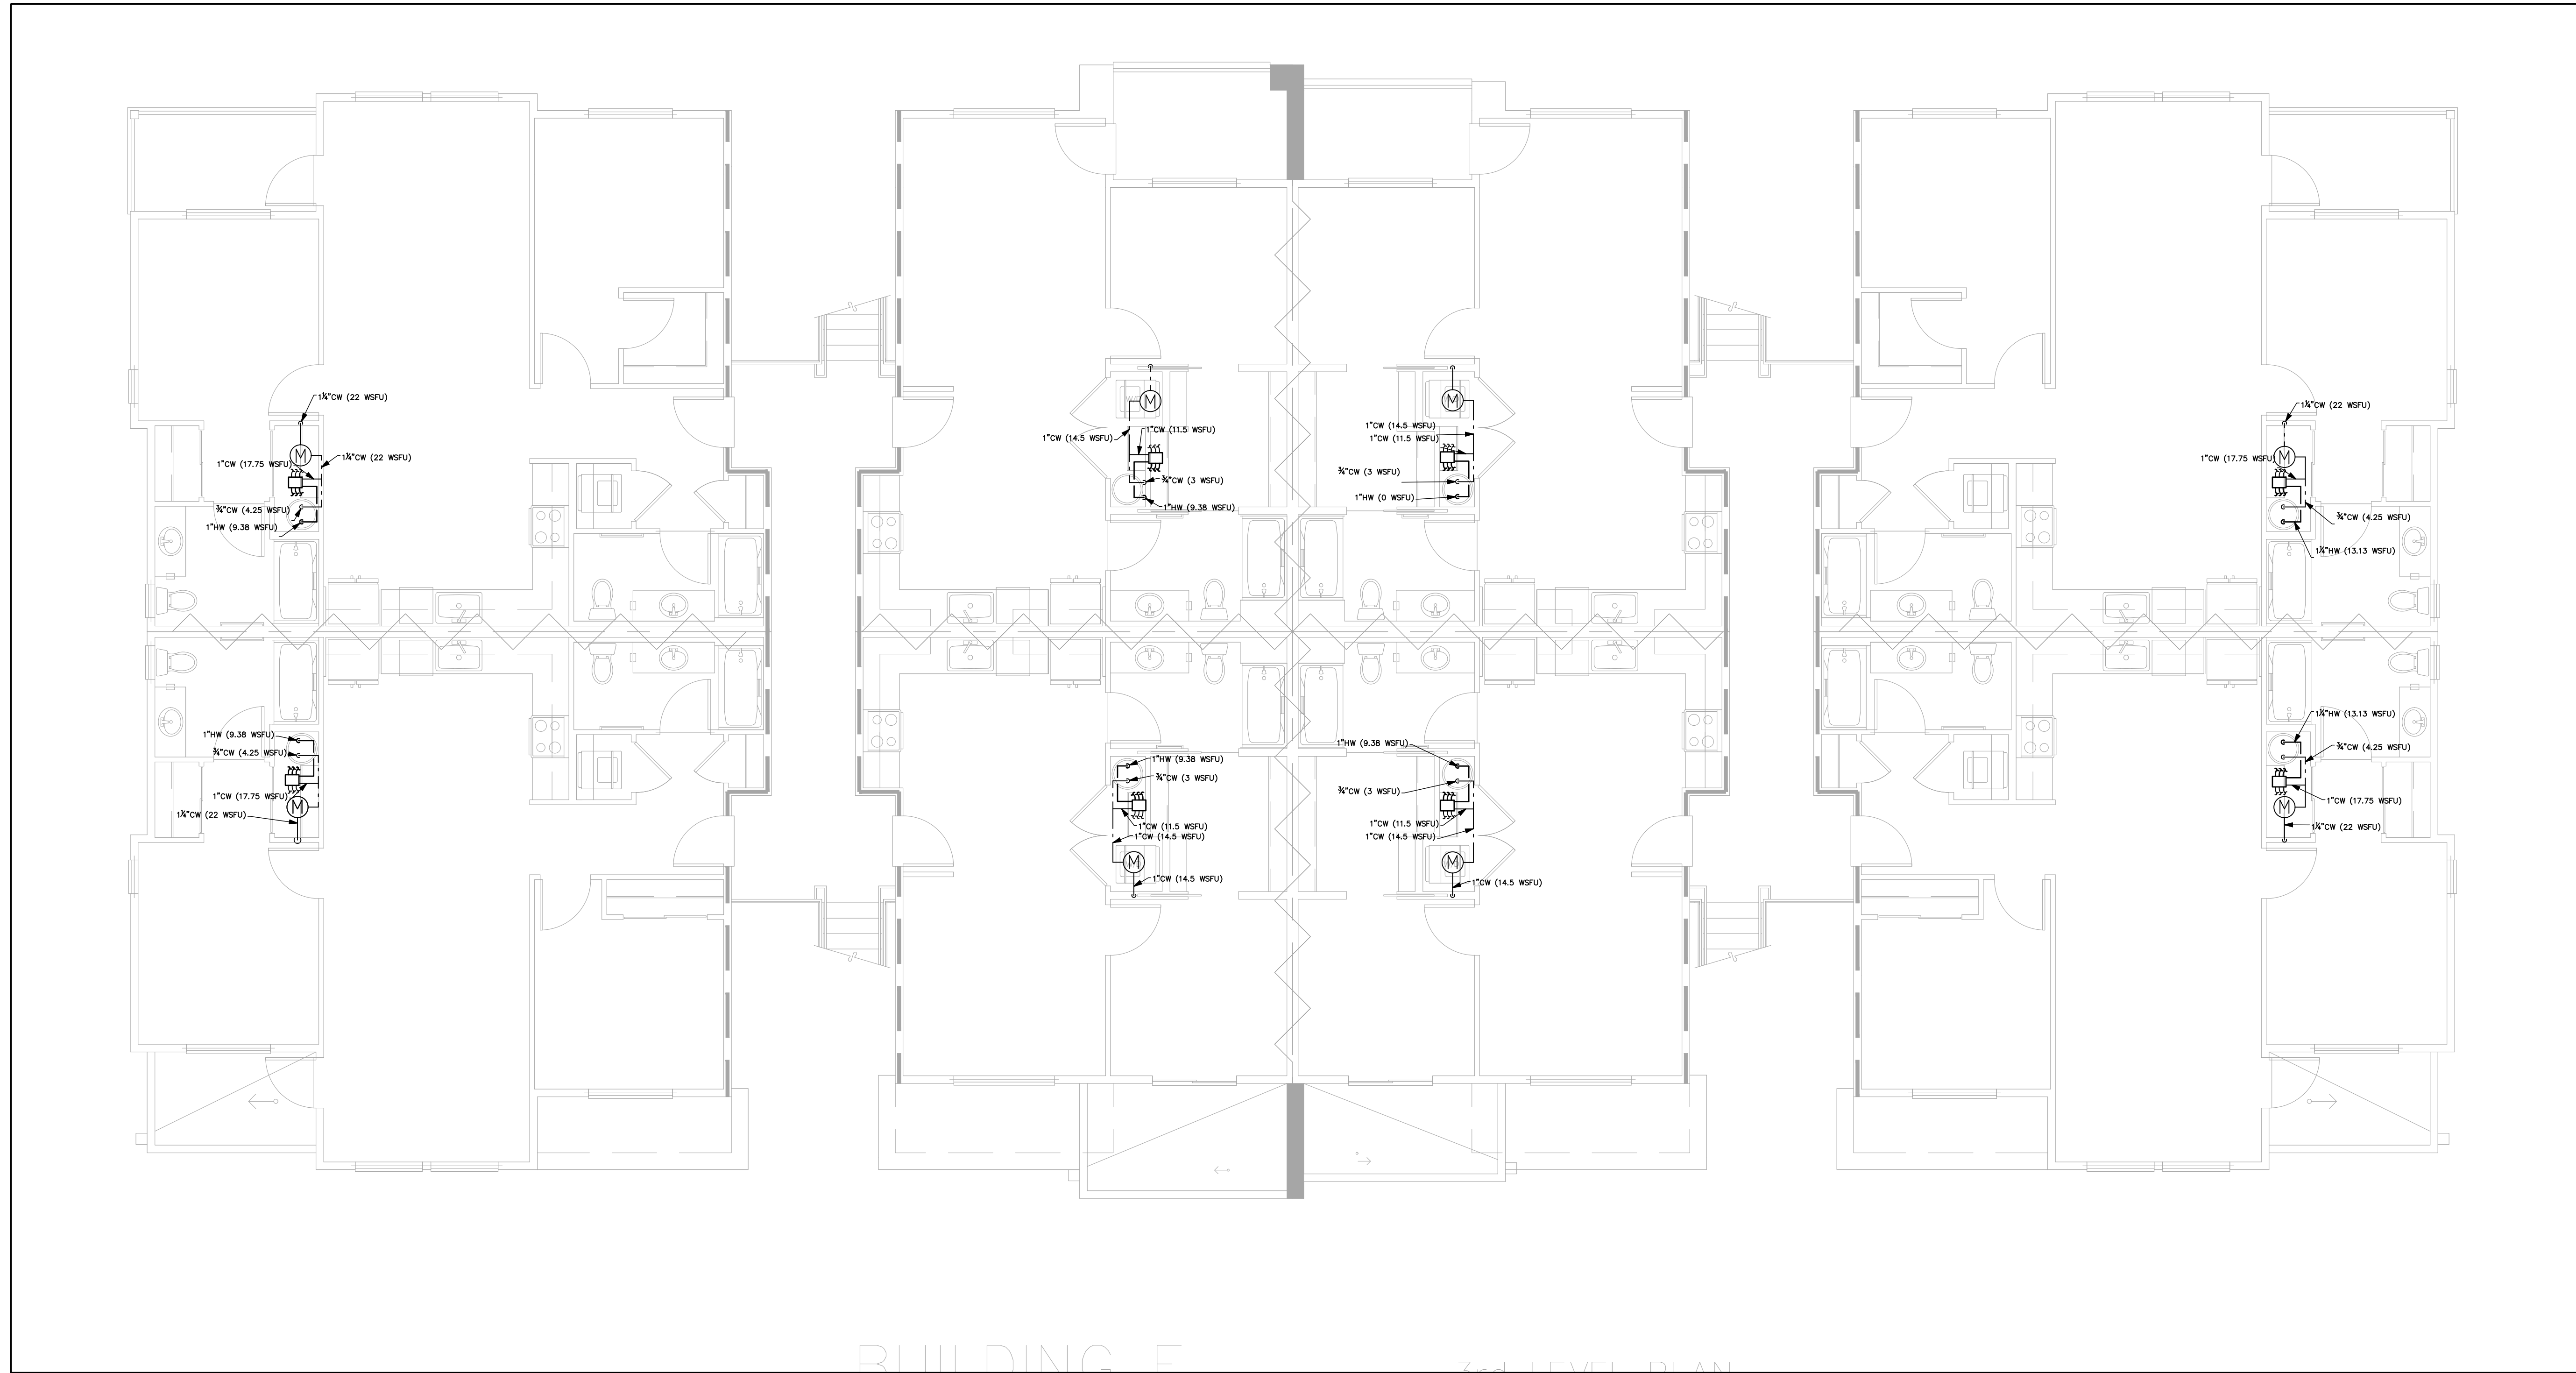 1¼"CW (22 WSFU)
M
1¼"CW (22 WSFU)
1"CW (17.75 WSFU)
¾"CW (4.25 WSFU)
1"HW (9.38 WSFU)
M
1"CW (11.5 WSFU)
1"CW (14.5 WSFU)
¾"CW (3 WSFU)
1"HW (9.38 WSFU)
M
1"CW (14.5 WSFU)
1"CW (11.5 WSFU)
¾"CW (3 WSFU)
1"HW (0 WSFU)
1¼"CW (22 WSFU)
M
1"CW (17.75 WSFU)
¾"CW (4.25 WSFU)
1¼"HW (13.13 WSFU)
1"HW (9.38 WSFU)
¾"CW (4.25 WSFU)
1"CW (17.75 WSFU)
M
1¼"CW (22 WSFU)
1"HW (9.38 WSFU)
¾"CW (3 WSFU)
1"CW (11.5 WSFU)
1"CW (14.5 WSFU)
M
1"CW (14.5 WSFU)
1"HW (9.38 WSFU)
¾"CW (3 WSFU)
1"CW (11.5 WSFU)
1"CW (14.5 WSFU)
M
1"CW (14.5 WSFU)
1¼"HW (13.13 WSFU)
¾"CW (4.25 WSFU)
1"CW (17.75 WSFU)
M
1¼"CW (22 WSFU)
BUILDING
3rd LEVEL PLAN